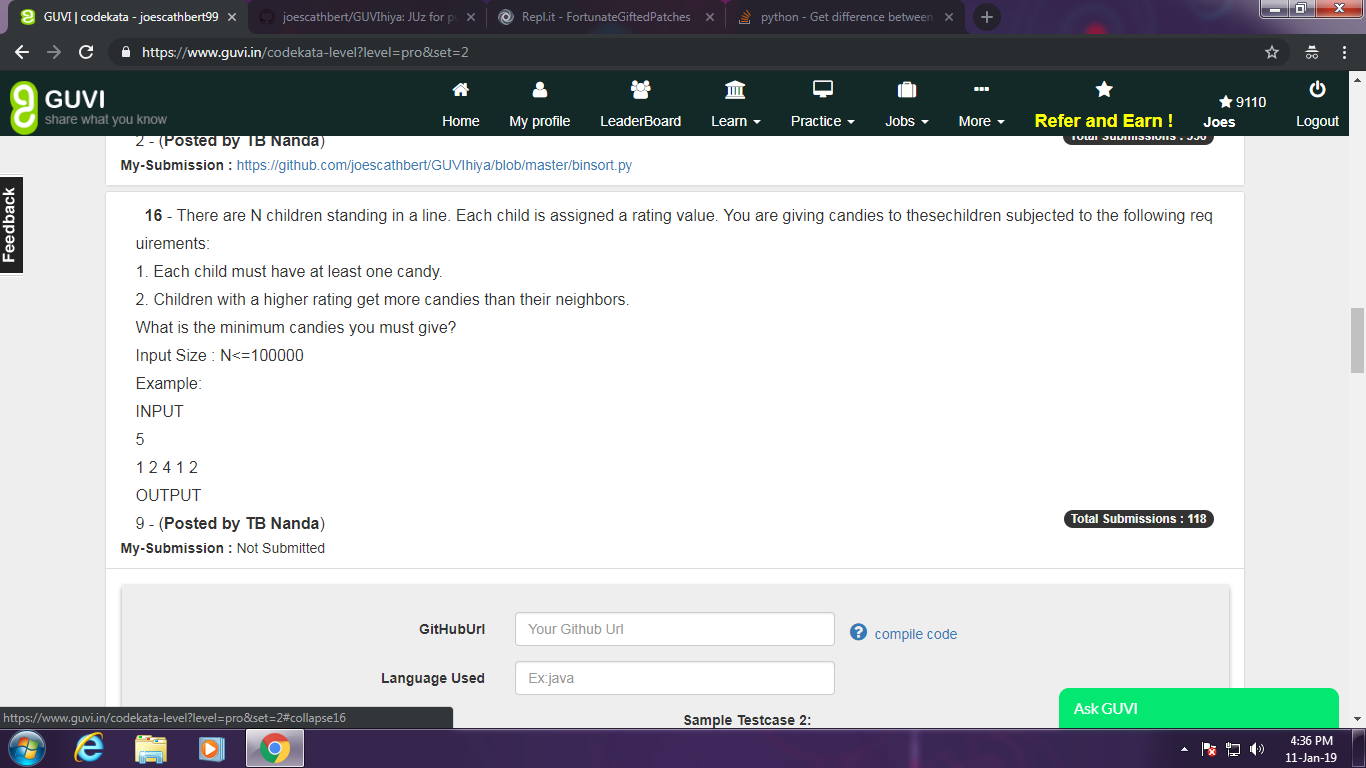 GUVI | codekata - joescathbert99
joescathbert/GUVIhiya: JUz for pu
Repl.it - FortunateGiftedPatches
python - Get difference between
https://www.guvi.in/codekata-level?level=pro&set=2
GUVI
share what you know
Home
My profile
LeaderBoard
Learn
Practice
Jobs
More
Refer and Earn !
9110
Joes
Logout
2 - (Posted by TB Nanda)
Total Submissions : 356
My-Submission : https://github.com/joescathbert/GUVIhiya/blob/master/binsort.py
Feedback
16 - There are N children standing in a line. Each child is assigned a rating value. You are giving candies to thesechildren subjected to the following req
uirements:
1. Each child must have at least one candy.
2. Children with a higher rating get more candies than their neighbors.
What is the minimum candies you must give?
Input Size : N<=100000
Example:
INPUT
5
1 2 4 1 2
OUTPUT
9 - (Posted by TB Nanda)
Total Submissions : 118
My-Submission : Not Submitted
GitHubUrl
Your Github Url
compile code
Language Used
Ex:java
Sample Testcase 2:
Ask GUVI
https://www.guvi.in/codekata-level?level=pro&set=2#collapse16
4:36 PM
11-Jan-19